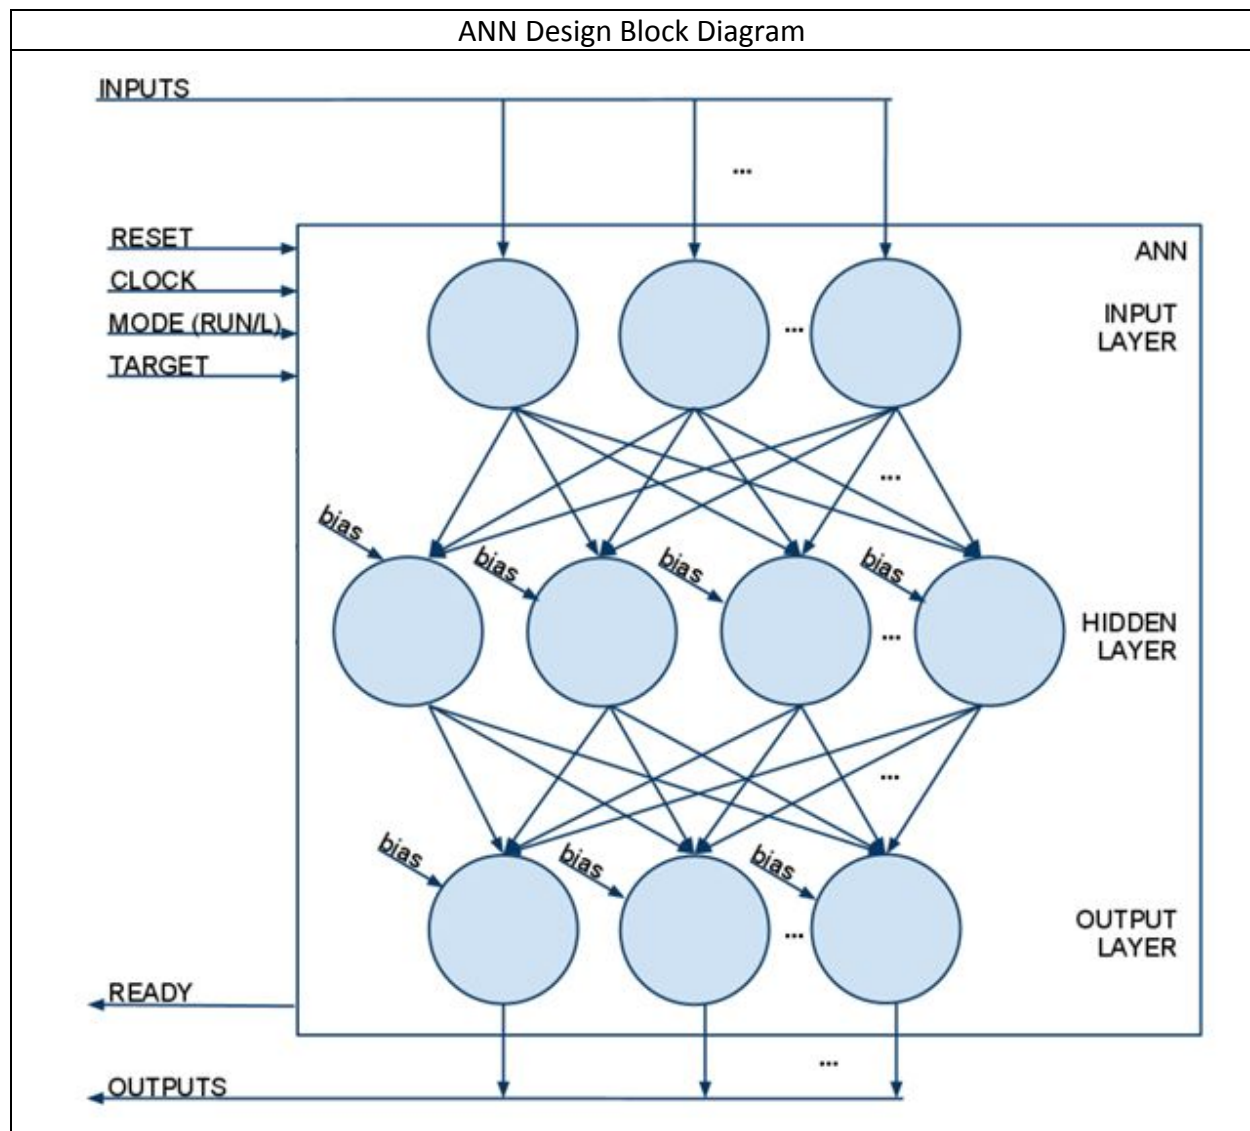 ANN Design Block Diagram
INPUTS
...
RESET
ANN
CLOCK
MODE (RUN/L)
INPUT
LAYER
...
TARGET
...
bias
bias
bias
bias
HIDDEN
LAYER
...
...
bias
bias
bias
OUTPUT
LAYER
...
READY
...
OUTPUTS